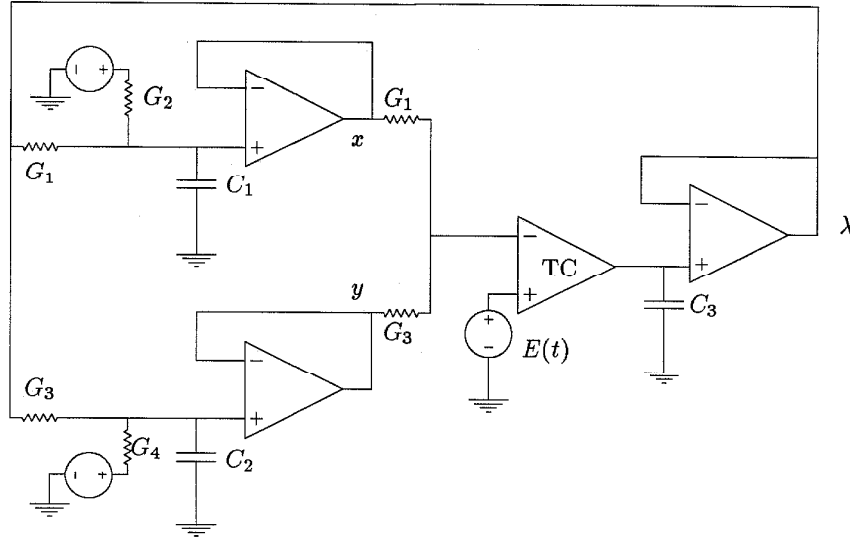 G₂
G₁
x
G₁
C₁
λ
TC
y
G₃
C₃
E(t)
G₃
G₄
C₂